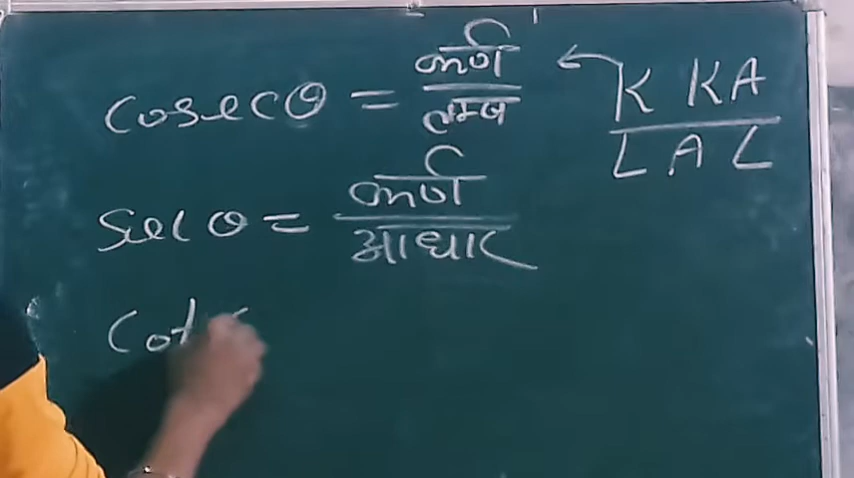 cosecθ = कर्ण
लम्ब
K KA
L A L
secθ = कर्ण
आधार
Cot